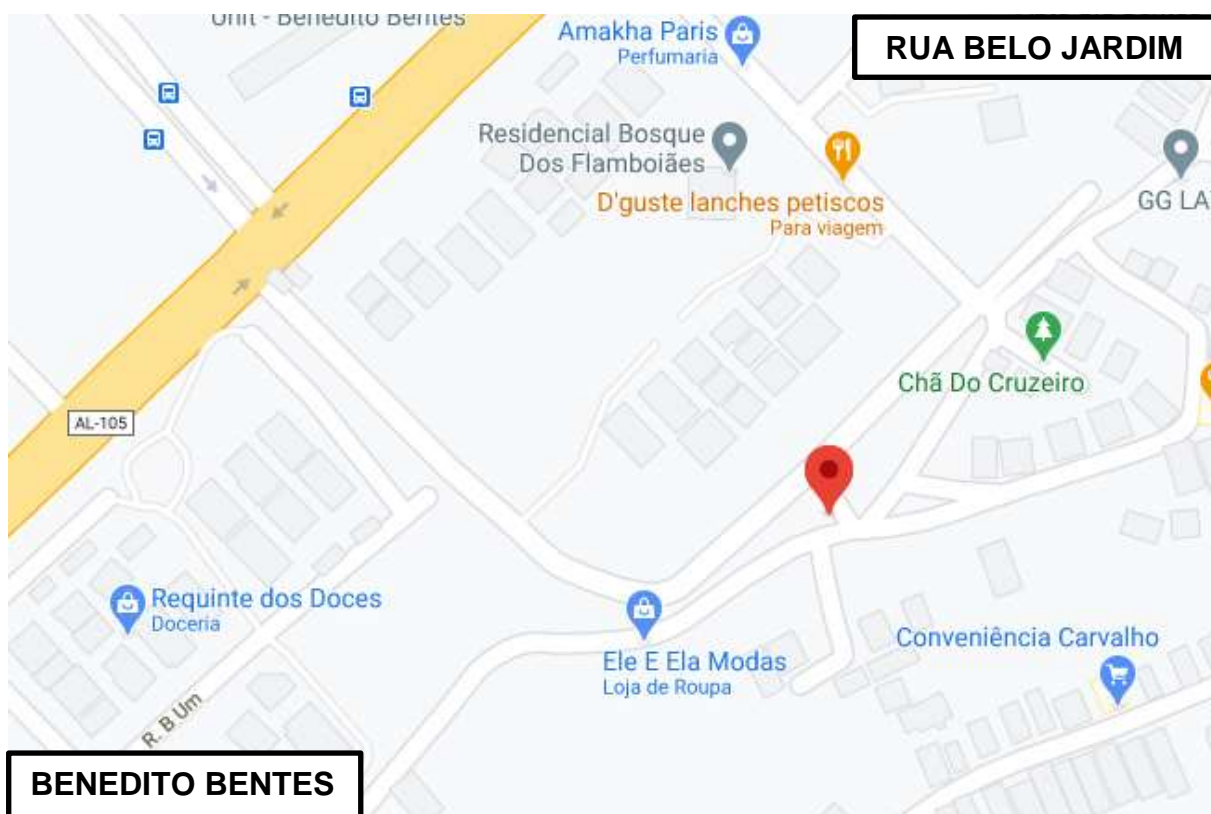 Unit - Benedito Bentes
Amakha Paris
Perfumaria
RUA BELO JARDIM
Residencial Bosque
Dos Flamboiães
D'guste lanches petiscos
Para viagem
GG LA
Chã Do Cruzeiro
AL-105
Requinte dos Doces
Doceria
Ele E Ela Modas
Loja de Roupa
Conveniência Carvalho
R. B Um
BENEDITO BENTES